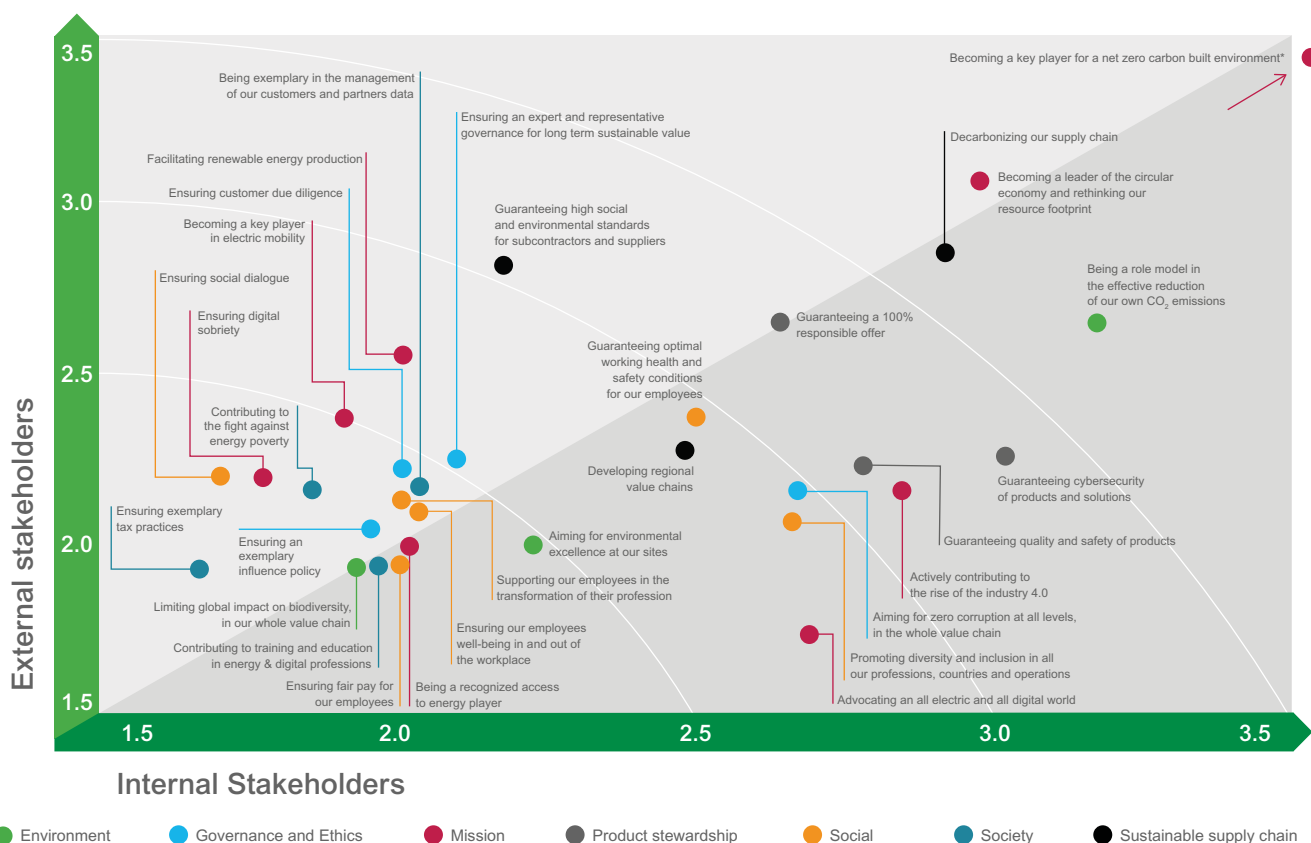 3.5
3.0
2.5
2.0
1.5
External stakeholders
Being exemplary in the management
of our customers and partners data
Ensuring an expert and representative
governance for long term sustainable value
Facilitating renewable energy production
Ensuring customer due diligence
Becoming a key player
in electric mobility
Ensuring social dialogue
Ensuring digital
sobriety
Contributing to
the fight against
energy poverty
Ensuring exemplary
tax practices
Ensuring an
exemplary
influence policy
Limiting global impact on biodiversity,
in our whole value chain
Contributing to training and education
in energy & digital professions
Ensuring fair pay for
our employees
Being a recognized access
to energy player
Ensuring our employees
well-being in and out of
the workplace
Supporting our employees in the
transformation of their profession
Aiming for environmental
excellence at our sites
Guaranteeing high social
and environmental standards
for subcontractors and suppliers
Guaranteeing optimal
working health and
safety conditions
for our employees
Developing regional
value chains
Guaranteeing a 100%
responsible offer
Becoming a key player for a net zero carbon built environment*
Decarbonizing our supply chain
Becoming a leader of the circular
economy and rethinking our
resource footprint
Being a role model in
the effective reduction
of our own CO2 emissions
Guaranteeing cybersecurity
of products and solutions
Guaranteeing quality and safety of products
Actively contributing to
the rise of the industry 4.0
Aiming for zero corruption at all levels,
in the whole value chain
Promoting diversity and inclusion in all
our professions, countries and operations
Advocating an all electric and all digital world
1.5 2.0 2.5 3.0 3.5
Internal Stakeholders
Environment Governance and Ethics Mission Product stewardship Social Society Sustainable supply chain